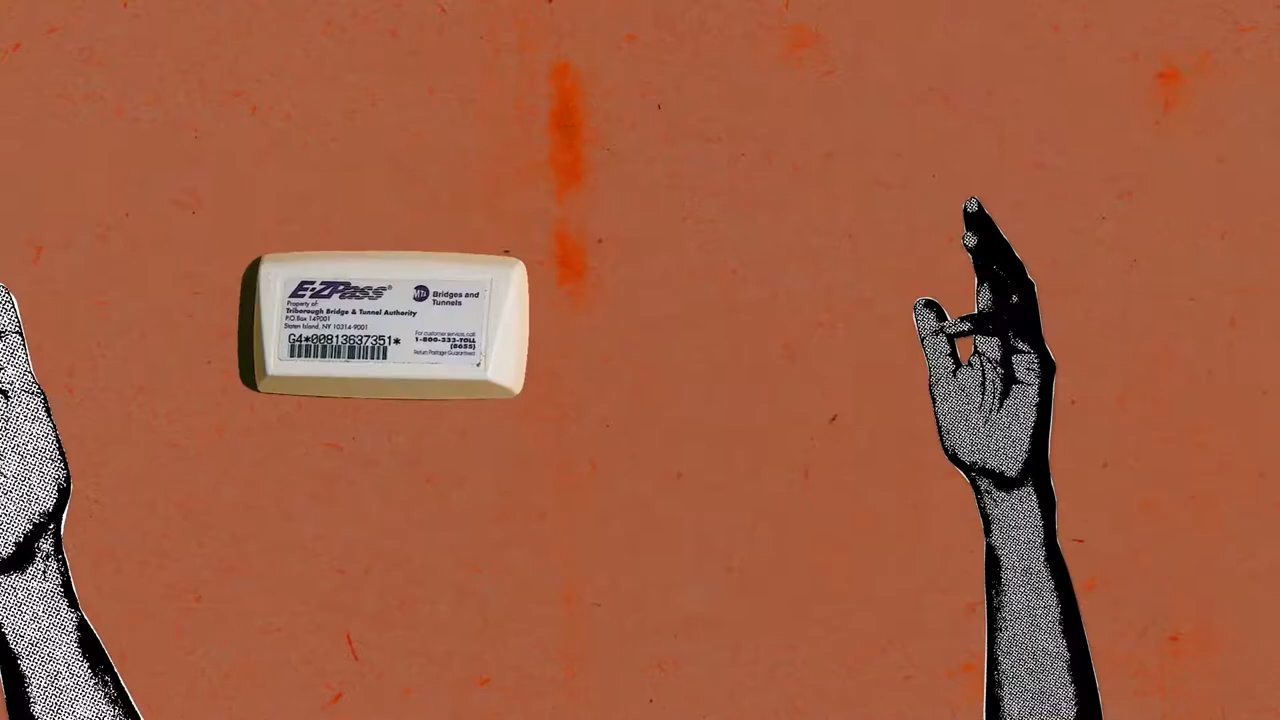 E-ZPass®
Property of:
Triborough Bridge & Tunnel Authority
P.O. Box 149001
Staten Island, NY 10314-9001
G4*00813637351*
MTA Bridges and
Tunnels
For customer service, call
1-800-333-TOLL
(8655)
Return Postage Guaranteed